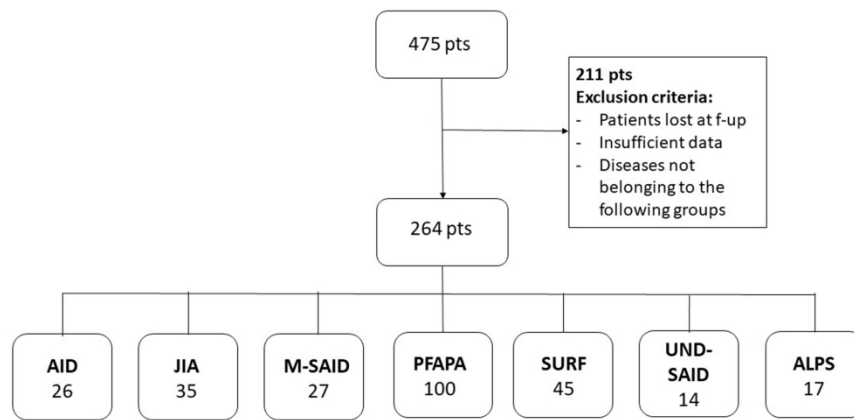 475 pts
211 pts
Exclusion criteria:
- Patients lost at f-up
- Insufficient data
- Diseases not
belonging to the
following groups
264 pts
AID
26
JIA
35
M-SAID
27
PFAPA
100
SURF
45
UND-
SAID
14
ALPS
17